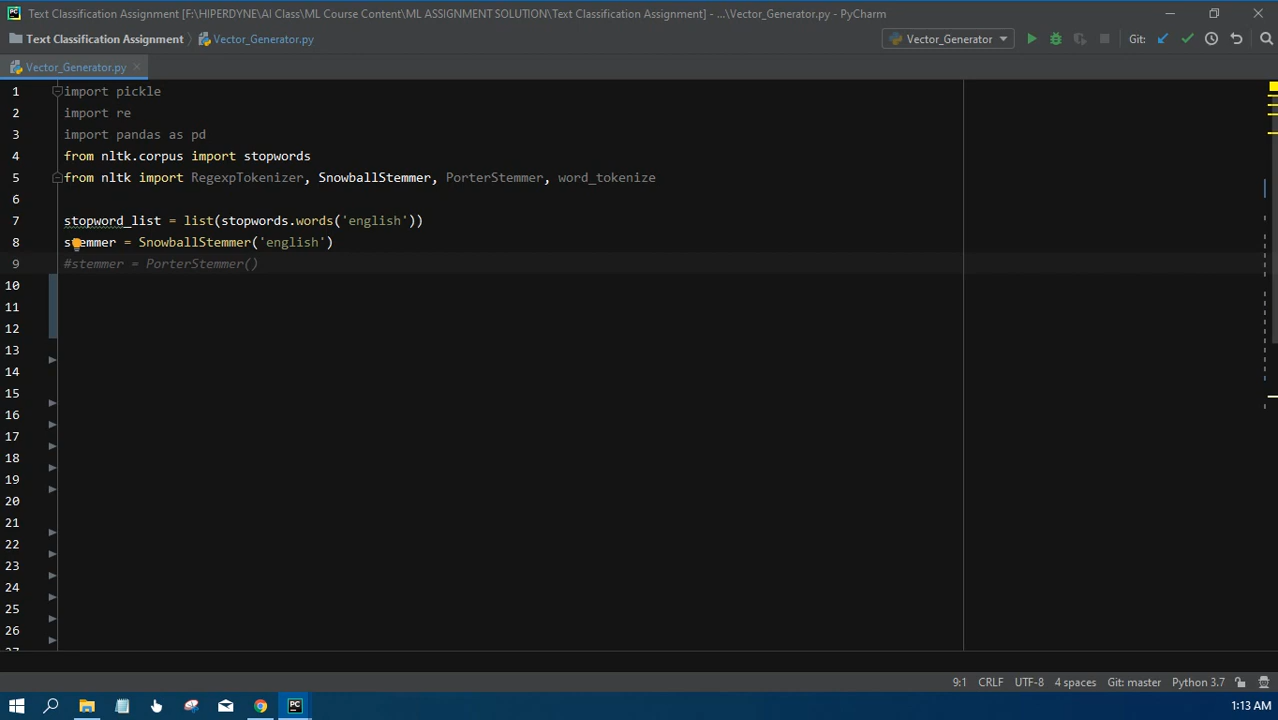 Text Classification Assignment [F:\HIPERDYNE\AI Class\ML Course Content\ML ASSIGNMENT SOLUTION\Text Classification Assignment] - ...\Vector_Generator.py - PyCharm
Text Classification Assignment Vector_Generator.py Vector_Generator Git:
Vector_Generator.py
1 import pickle
2 import re
3 import pandas as pd
4 from nltk.corpus import stopwords
5 from nltk import RegexpTokenizer, SnowballStemmer, PorterStemmer, word_tokenize
6
7 stopword_list = list(stopwords.words('english'))
8 stemmer = SnowballStemmer('english')
9 #stemmer = PorterStemmer()
10
11
12
13
14
15
16
17
18
19
20
21
22
23
24
25
26
27
9:1 CRLF UTF-8 4 spaces Git: master Python 3.7
PC 1:13 AM